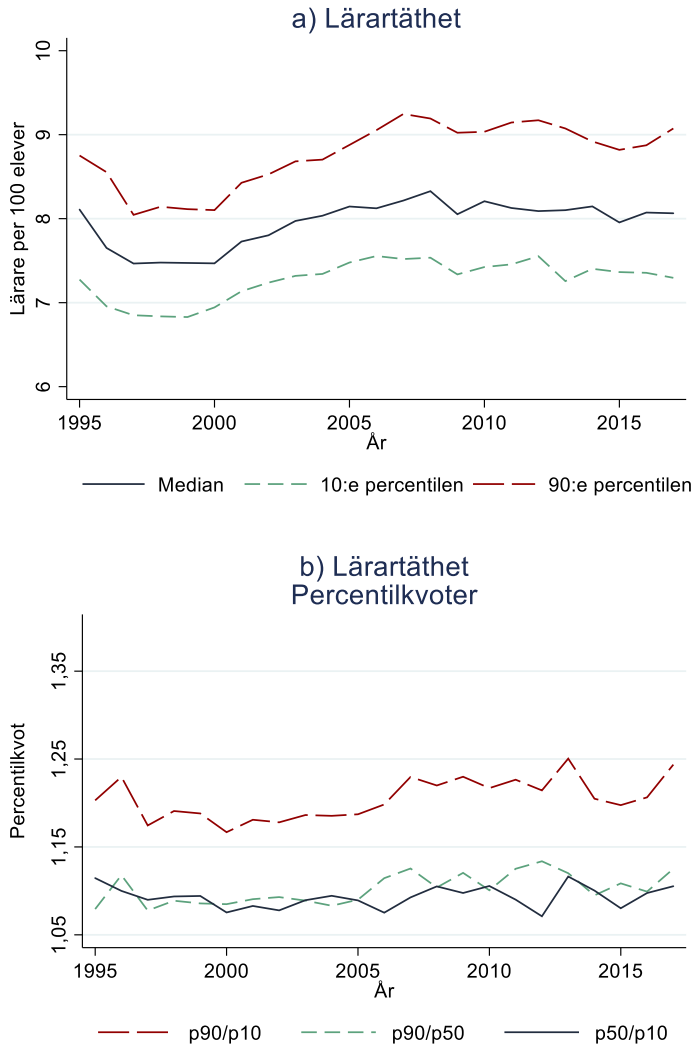 a) Lärartäthet
Lärare per 100 elever
10
9
8
7
6
1995 2000 2005 2010 2015
År
Median 10:e percentilen 90:e percentilen
b) Lärartäthet
Percentilkvoter
Percentilkvot
1,35
1,25
1,15
1,05
1995 2000 2005 2010 2015
År
p90/p10 p90/p50 p50/p10